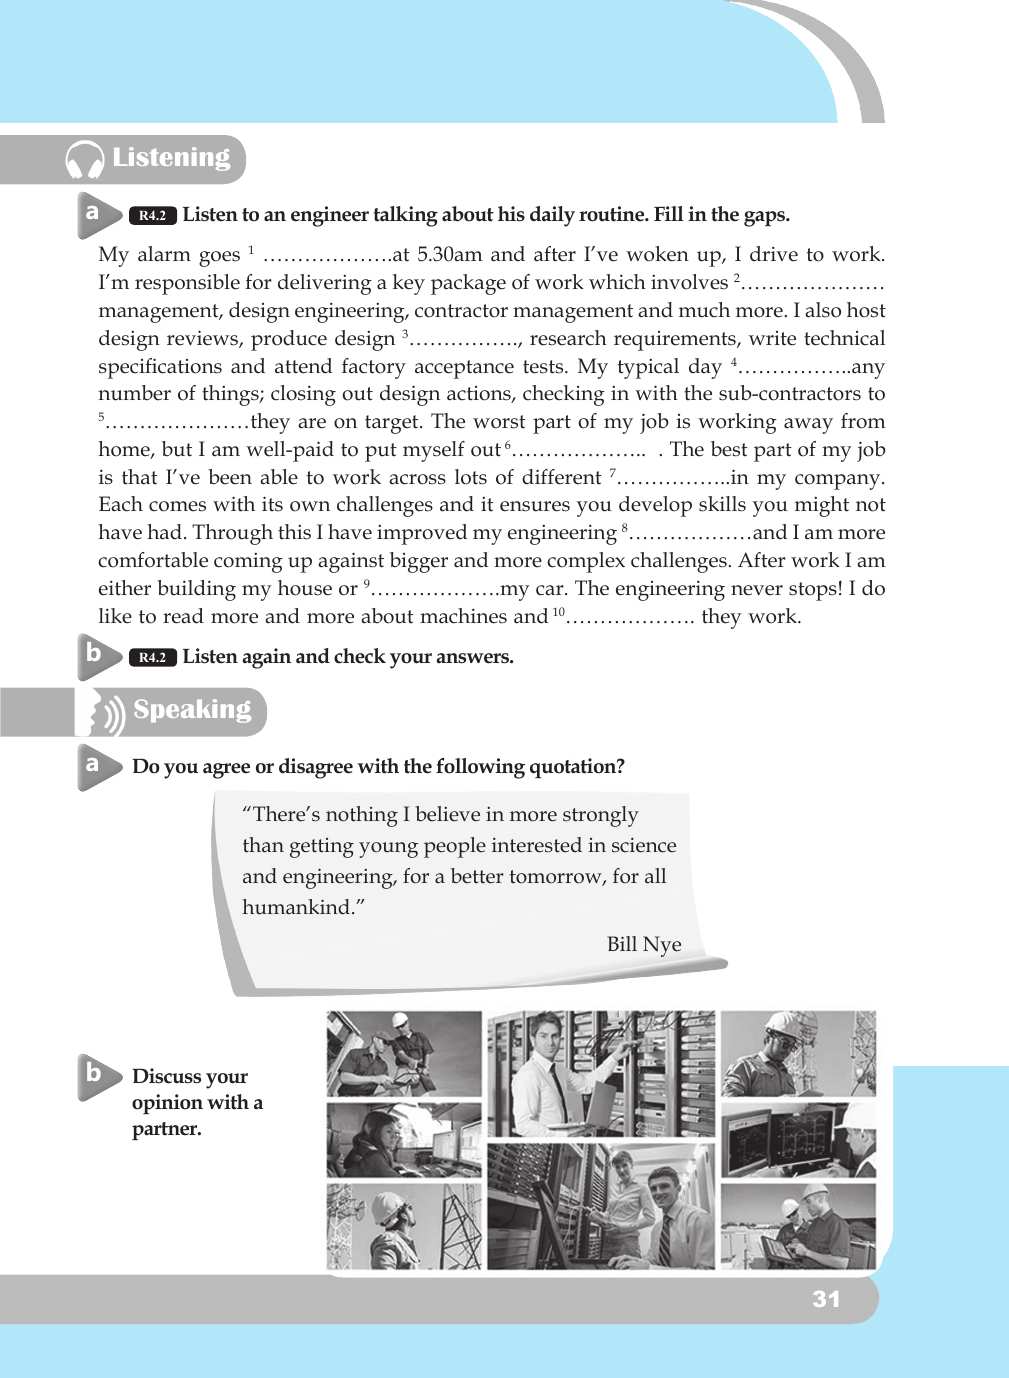 Listening
a
R4.2 Listen to an engineer talking about his daily routine. Fill in the gaps.
My alarm goes 1 ……………….at 5.30am and after I’ve woken up, I drive to work.
I’m responsible for delivering a key package of work which involves 2…………………
management, design engineering, contractor management and much more. I also host
design reviews, produce design 3……………., research requirements, write technical
specifications and attend factory acceptance tests. My typical day 4……………..any
number of things; closing out design actions, checking in with the sub-contractors to
5…………………they are on target. The worst part of my job is working away from
home, but I am well-paid to put myself out 6……………….. . The best part of my job
is that I’ve been able to work across lots of different 7……………..in my company.
Each comes with its own challenges and it ensures you develop skills you might not
have had. Through this I have improved my engineering 8………………and I am more
comfortable coming up against bigger and more complex challenges. After work I am
either building my house or 9……………….my car. The engineering never stops! I do
like to read more and more about machines and 10………………. they work.
b
R4.2 Listen again and check your answers.
Speaking
a
Do you agree or disagree with the following quotation?
“There’s nothing I believe in more strongly
than getting young people interested in science
and engineering, for a better tomorrow, for all
humankind.”
Bill Nye
b
Discuss your
opinion with a
partner.
31